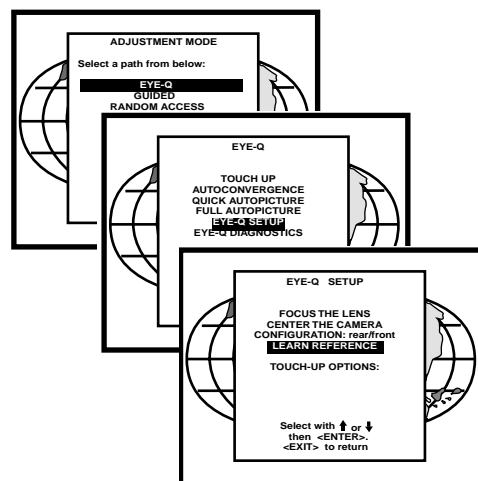 ADJUSTMENT MODE
Select a path from below:
EYE-Q
GUIDED
RANDOM ACCESS
EYE-Q
TOUCH UP
AUTOCONVERGENCE
QUICK AUTOPICTURE
FULL AUTOPICTURE
EYE-Q SETUP
EYE-Q DIAGNOSTICS
EYE-Q SETUP
FOCUS THE LENS
CENTER THE CAMERA
CONFIGURATION: rear/front
LEARN REFERENCE
TOUCH-UP OPTIONS:
Select with ↑ or ↓
then <ENTER>.
<EXIT> to return